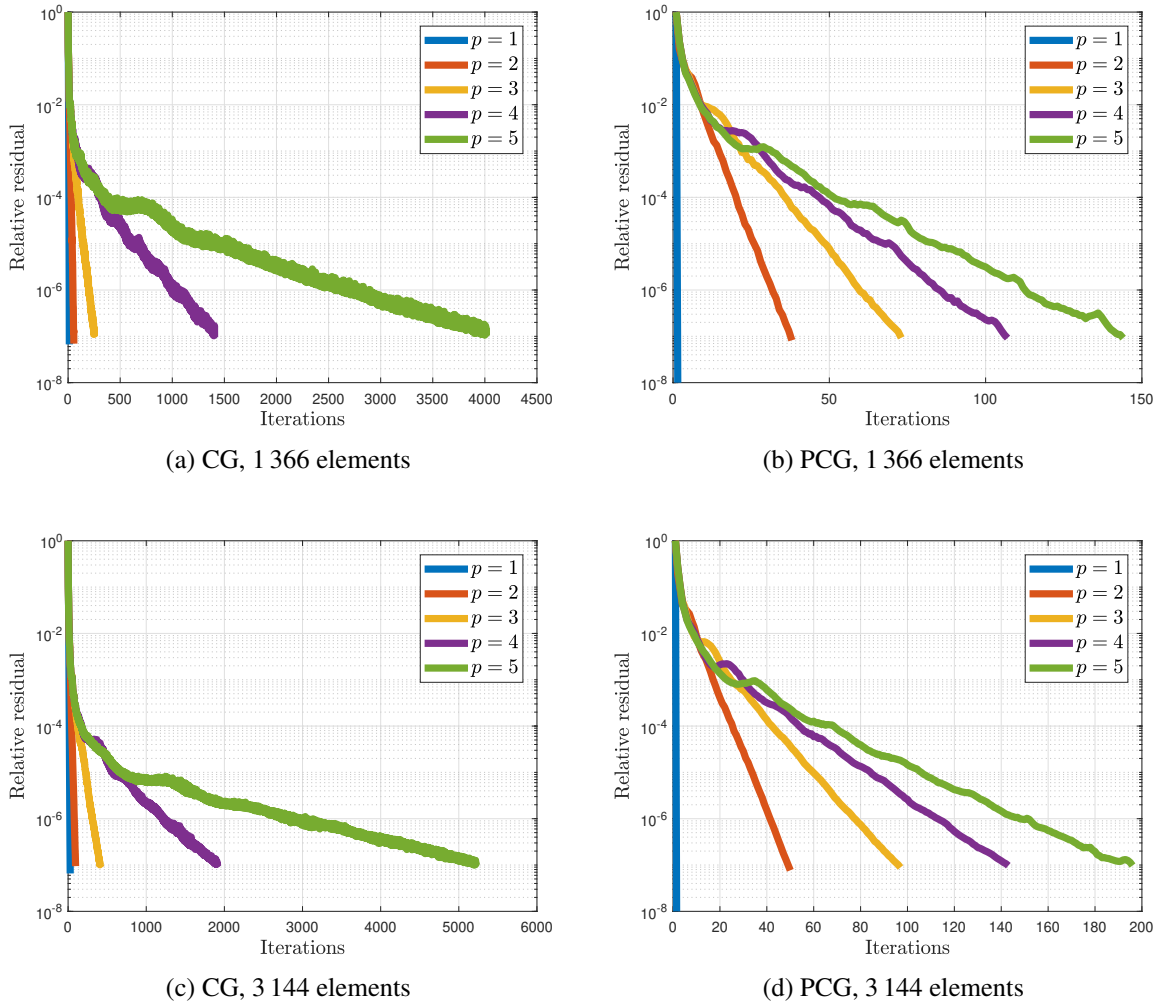 10^0
10^-2
10^-4
10^-6
10^-8
Relative residual
0 500 1000 1500 2000 2500 3000 3500 4000 4500
Iterations
p = 1
p = 2
p = 3
p = 4
p = 5
(a) CG, 1 366 elements
10^0
10^-2
10^-4
10^-6
10^-8
Relative residual
0 50 100 150
Iterations
p = 1
p = 2
p = 3
p = 4
p = 5
(b) PCG, 1 366 elements
10^0
10^-2
10^-4
10^-6
10^-8
Relative residual
0 1000 2000 3000 4000 5000 6000
Iterations
p = 1
p = 2
p = 3
p = 4
p = 5
(c) CG, 3 144 elements
10^0
10^-2
10^-4
10^-6
10^-8
Relative residual
0 20 40 60 80 100 120 140 160 180 200
Iterations
p = 1
p = 2
p = 3
p = 4
p = 5
(d) PCG, 3 144 elements